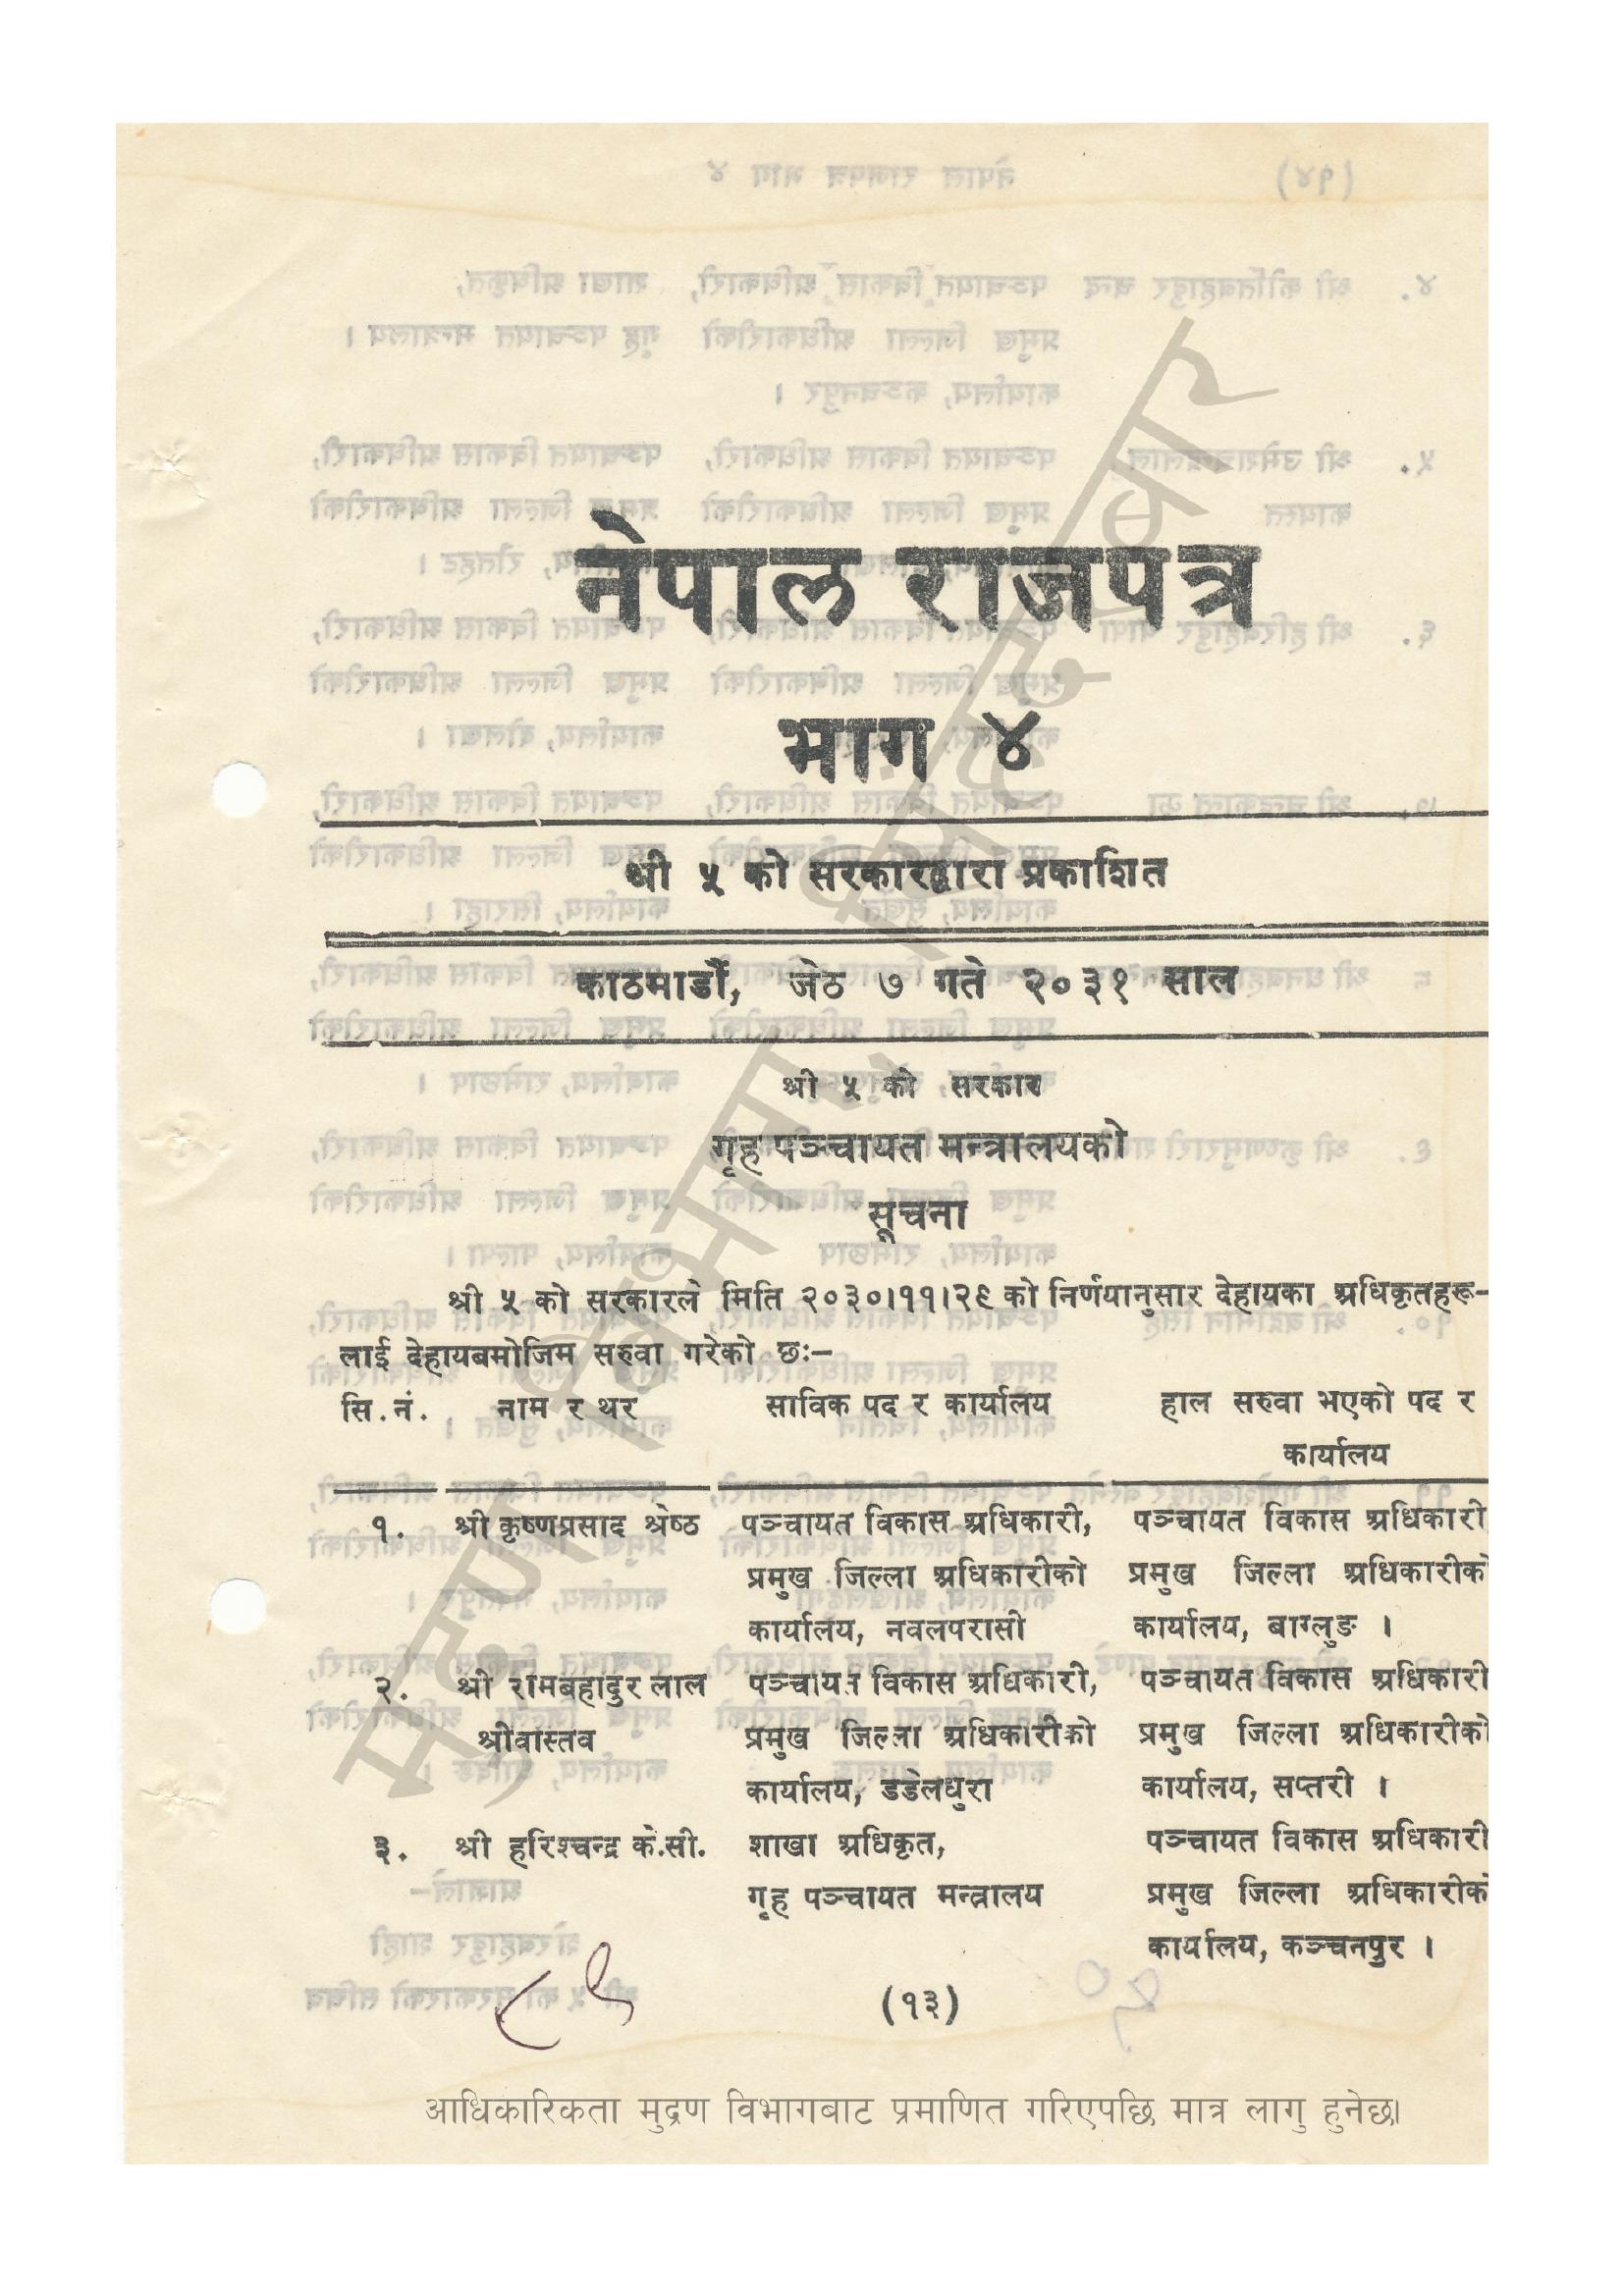 नेपाल राजपत्र
भाग ४
श्री ५ को सरकारद्वारा प्रकाशित
काठमाडौं, जेठ ७ गते २०३१ साल
श्री ५ को सरकार
गृह पञ्चायत मन्त्रालयको
सूचना
श्री ५ को सरकारले मिति २०३०।११।२९ को निर्णयानुसार देहायका अधिकृतहरू-
लाई देहायबमोजिम सरुवा गरेको छः-
सि.नं. नाम र थर साविक पद र कार्यालय हाल सरुवा भएको पद र
कार्यालय
१. श्री कृष्णप्रसाद श्रेष्ठ पञ्चायत विकास अधिकारी, पञ्चायत विकास अधिकारी
प्रमुख जिल्ला अधिकारीको प्रमुख जिल्ला अधिकारीको
कार्यालय, नवलपरासी कार्यालय, बाग्लुङ ।
२. श्री रामबहादुर लाल पञ्चायत विकास अधिकारी, पञ्चायत विकास अधिकारी
श्रीवास्तव प्रमुख जिल्ला अधिकारीको प्रमुख जिल्ला अधिकारीको
कार्यालय, डडेलधुरा कार्यालय, सप्तरी ।
३. श्री हरिश्चन्द्र के.सी. शाखा अधिकृत, पञ्चायत विकास अधिकारी
गृह पञ्चायत मन्त्रालय प्रमुख जिल्ला अधिकारीको
कार्यालय, कञ्चनपुर ।
(१३)
आधिकारिकता मुद्रण विभागबाट प्रमाणित गरिएपछि मात्र लागु हुनेछ।